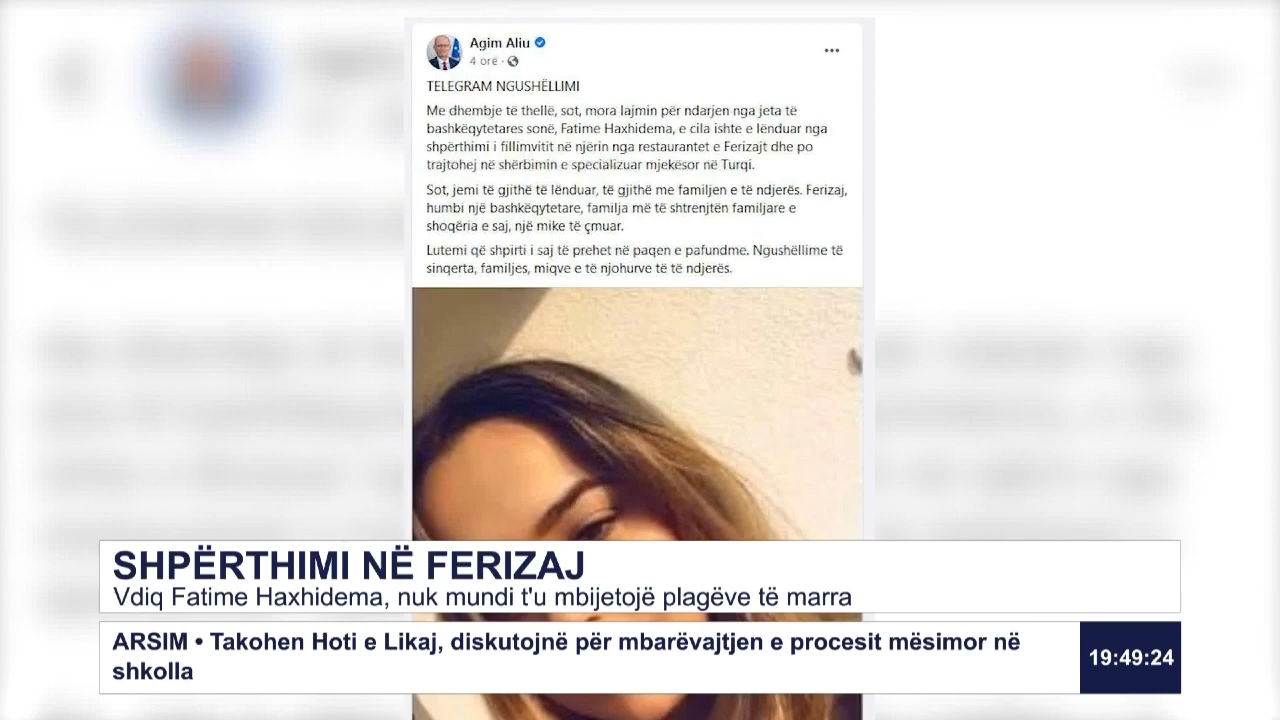 Agim Aliu
4 orë ·
TELEGRAM NGUSHËLLIMI
Me dhembje të thellë, sot, mora lajmin për ndarjen nga jeta të
bashkëqytetares sonë, Fatime Haxhidema, e cila ishte e lënduar nga
shpërthimi i fillimvitit në njërin nga restaurantet e Ferizajt dhe po
trajtohej në shërbimin e specializuar mjekësor në Turqi.
Sot, jemi të gjithë të lënduar, të gjithë me familjen e të ndjerës. Ferizaj,
humbi një bashkëqytetare, familja më të shtrenjtën familjare e
shoqëria e saj, një mike të çmuar.
Lutemi që shpirti i saj të prehet në paqen e pafundme. Ngushëllime të
sinqerta, familjes, miqve e të njohurve të të ndjerës.
SHPËRTHIMI NË FERIZAJ
Vdiq Fatime Haxhidema, nuk mundi t'u mbijetojë plagëve të marra
ARSIM • Takohen Hoti e Likaj, diskutojnë për mbarëvajtjen e procesit mësimor në
shkolla
19:49:24